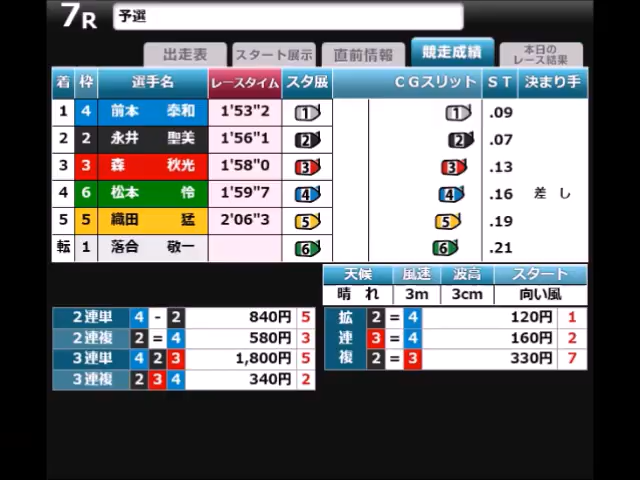 7R 予選
出走表 スタート展示 直前情報 競走成績 本日のレース結果
着 枠 選手名 レースタイム スタ展 CGスリット ST 決まり手
1 4 前本 泰和 1'53"2 1 1 .09
2 2 永井 聖美 1'56"1 2 2 .07
3 3 森 秋光 1'58"0 3 3 .13
4 6 松本 怜 1'59"7 4 4 .16 差し
5 5 織田 猛 2'06"3 5 5 .19
転 1 落合 敬一 6 6 .21
天候 風速 波高 スタート
晴れ 3m 3cm 向い風
2連単 4 - 2 840円 5
2連複 2 = 4 580円 3
3連単 4 2 3 1,800円 5
3連複 2 3 4 340円 2
拡 2 = 4 120円 1
連 3 = 4 160円 2
複 2 = 3 330円 7